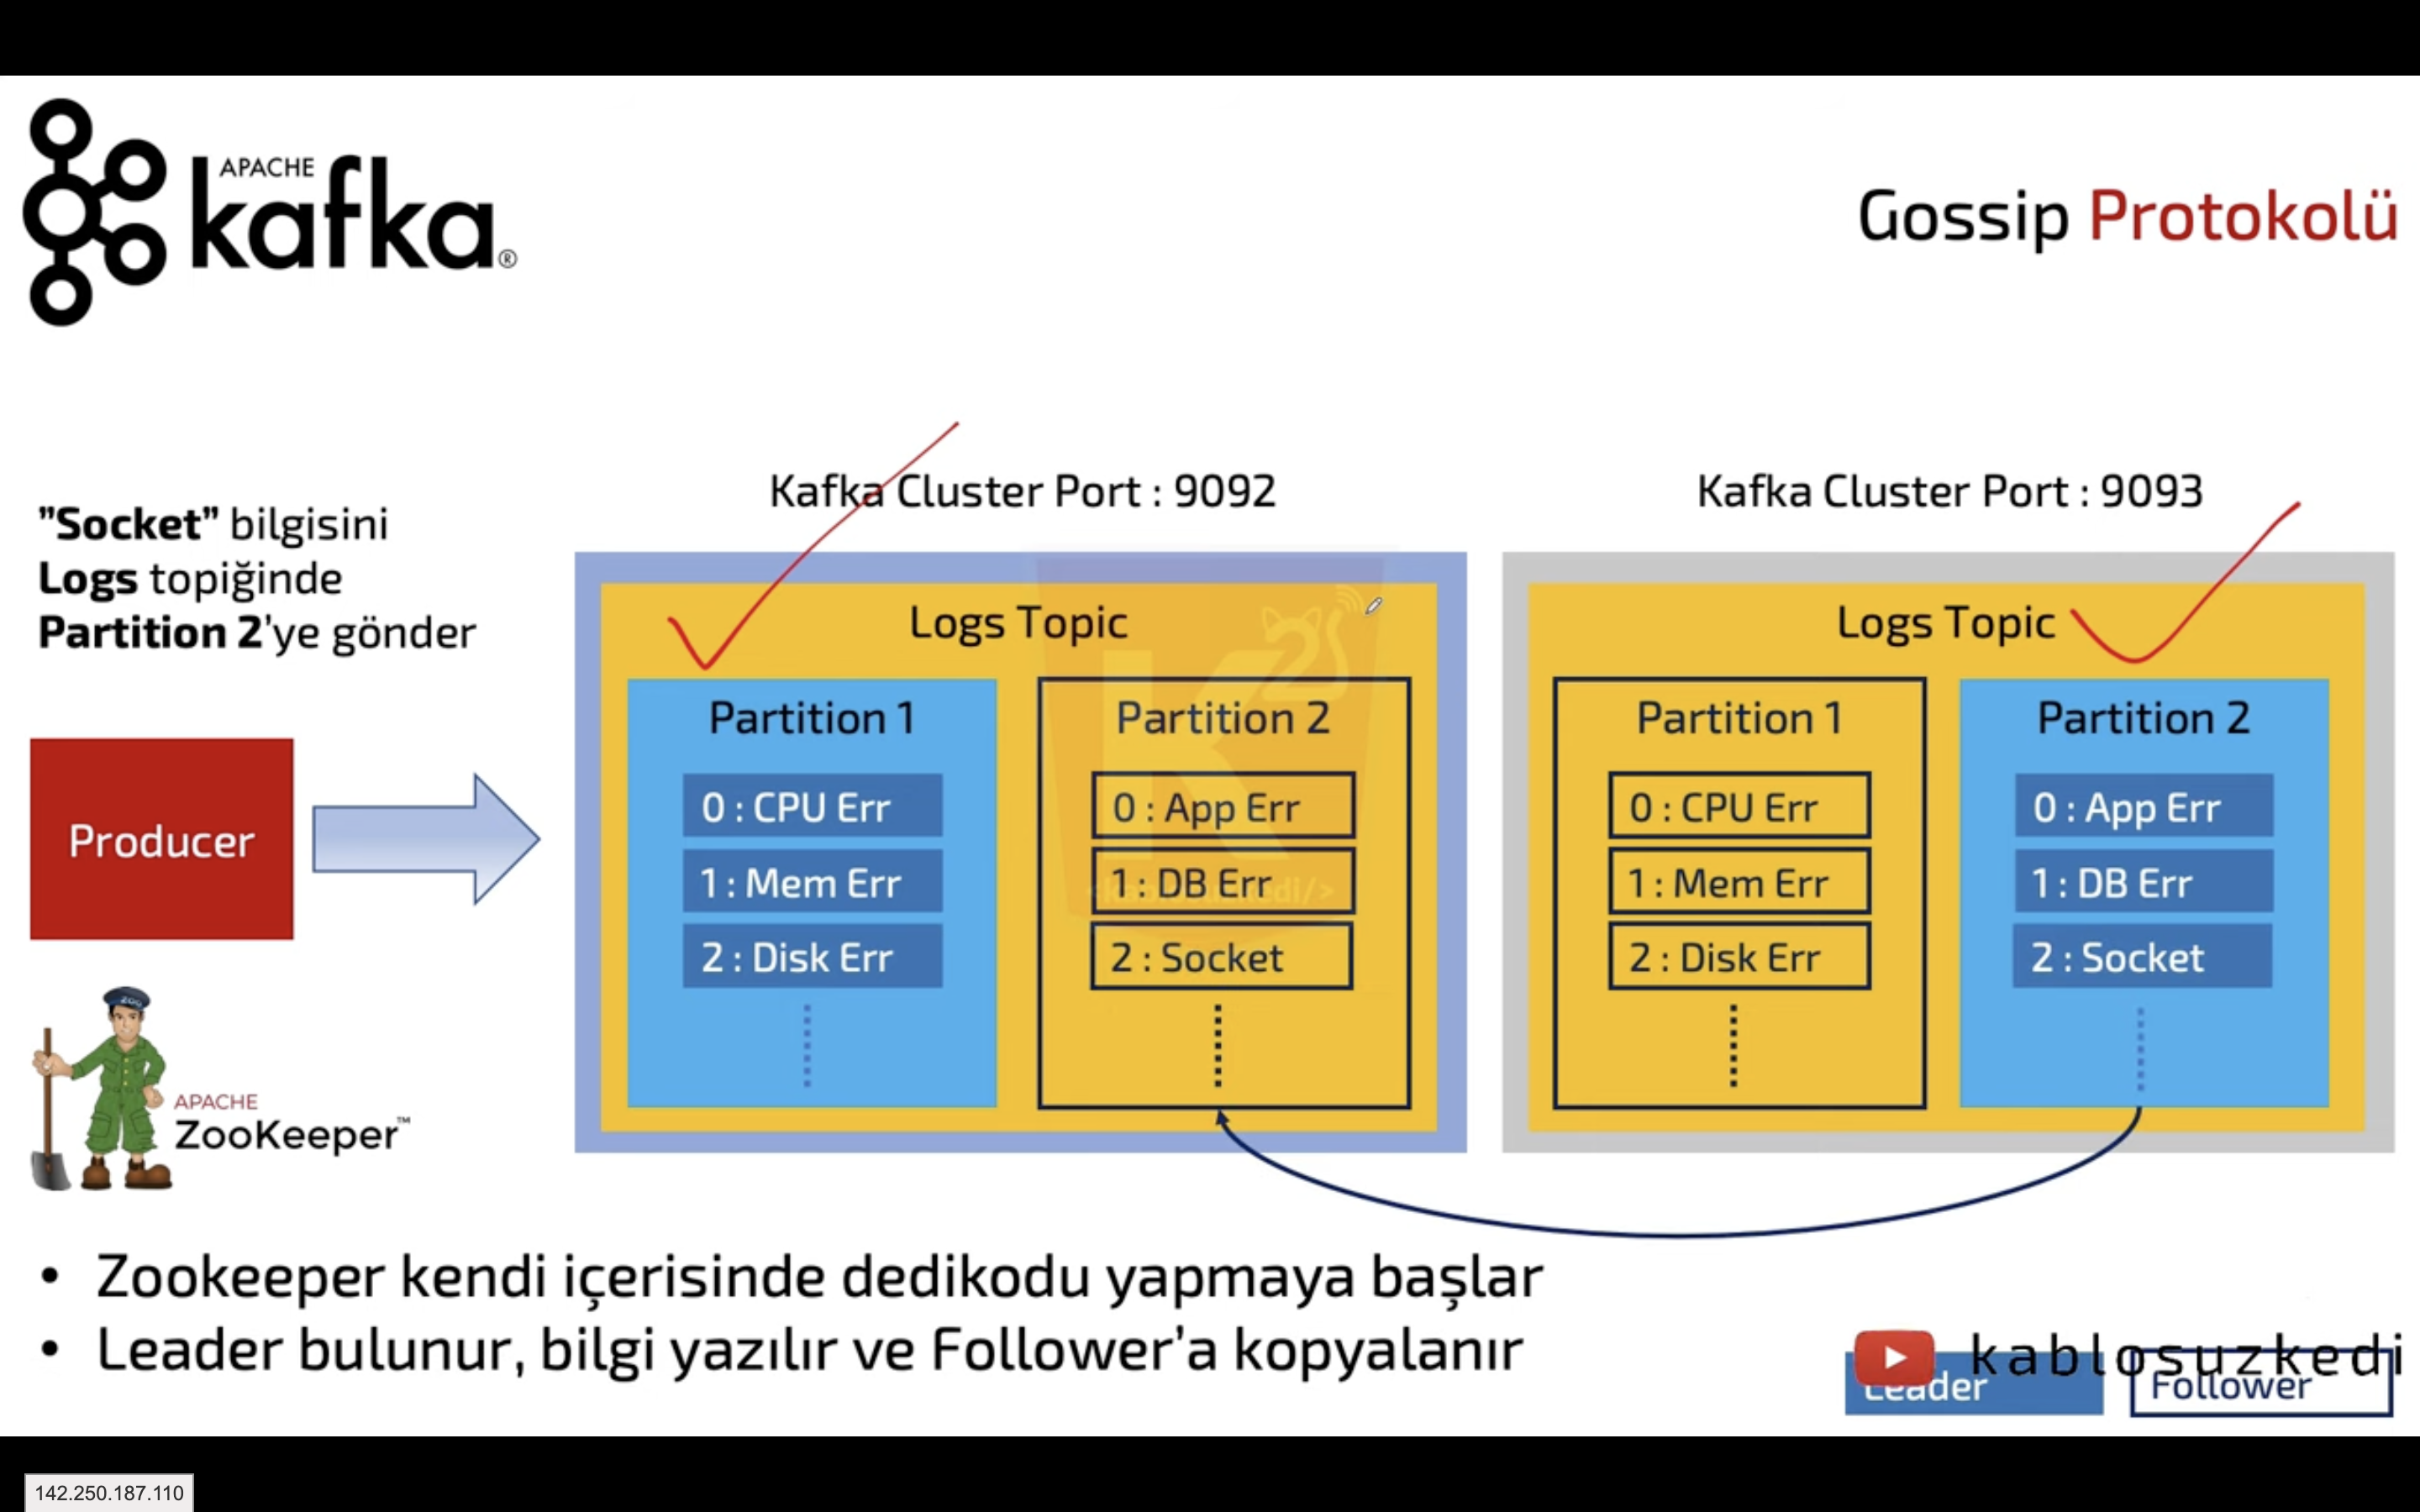 APACHE
kafka®
Gossip Protokolü
"Socket" bilgisini
Logs topiğinde
Partition 2'ye gönder
Producer
APACHE
ZooKeeper™
Kafka Cluster Port : 9092
Logs Topic
Partition 1
0 : CPU Err
1 : Mem Err
2 : Disk Err
Partition 2
0 : App Err
1 : DB Err
2 : Socket
Kafka Cluster Port : 9093
Logs Topic
Partition 1
0 : CPU Err
1 : Mem Err
2 : Disk Err
Partition 2
0 : App Err
1 : DB Err
2 : Socket
• Zookeeper kendi içerisinde dedikodu yapmaya başlar
• Leader bulunur, bilgi yazılır ve Follower'a kopyalanır
kablosuzkedi
Leader
Follower
142.250.187.110